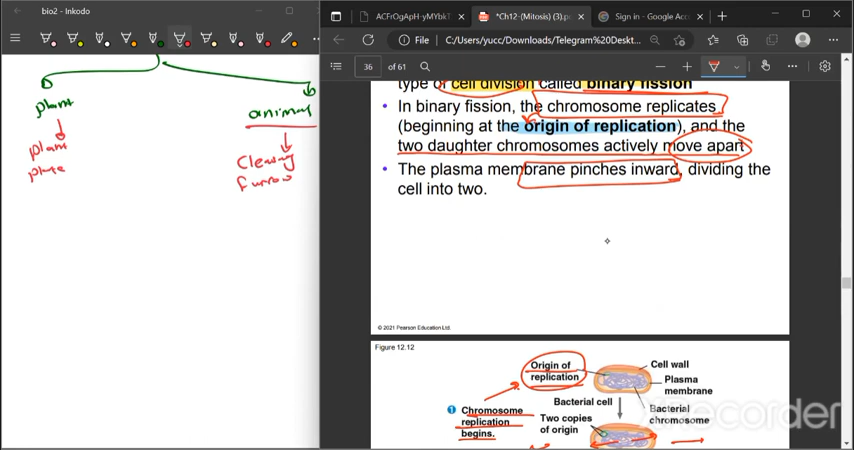 bio2 - Inkodo
plant
animal
plant
plate
Cleavag
furrow
ACFrOgApH-yMYbkT
*Ch12-(Mitosis) (3).p
Sign in - Google Acc
File
C:/Users/yucc/Downloads/Telegram%20Deskt...
36
of 61
type of cell division called binary fission
• In binary fission, the chromosome replicates
(beginning at the origin of replication), and the
two daughter chromosomes actively move apart
• The plasma membrane pinches inward, dividing the
cell into two.
© 2021 Pearson Education Ltd.
Figure 12.12
Origin of
replication
Cell wall
Plasma
membrane
Bacterial cell
Bacterial
chromosome
1 Chromosome
replication
begins.
Two copies
of origin
Recorder